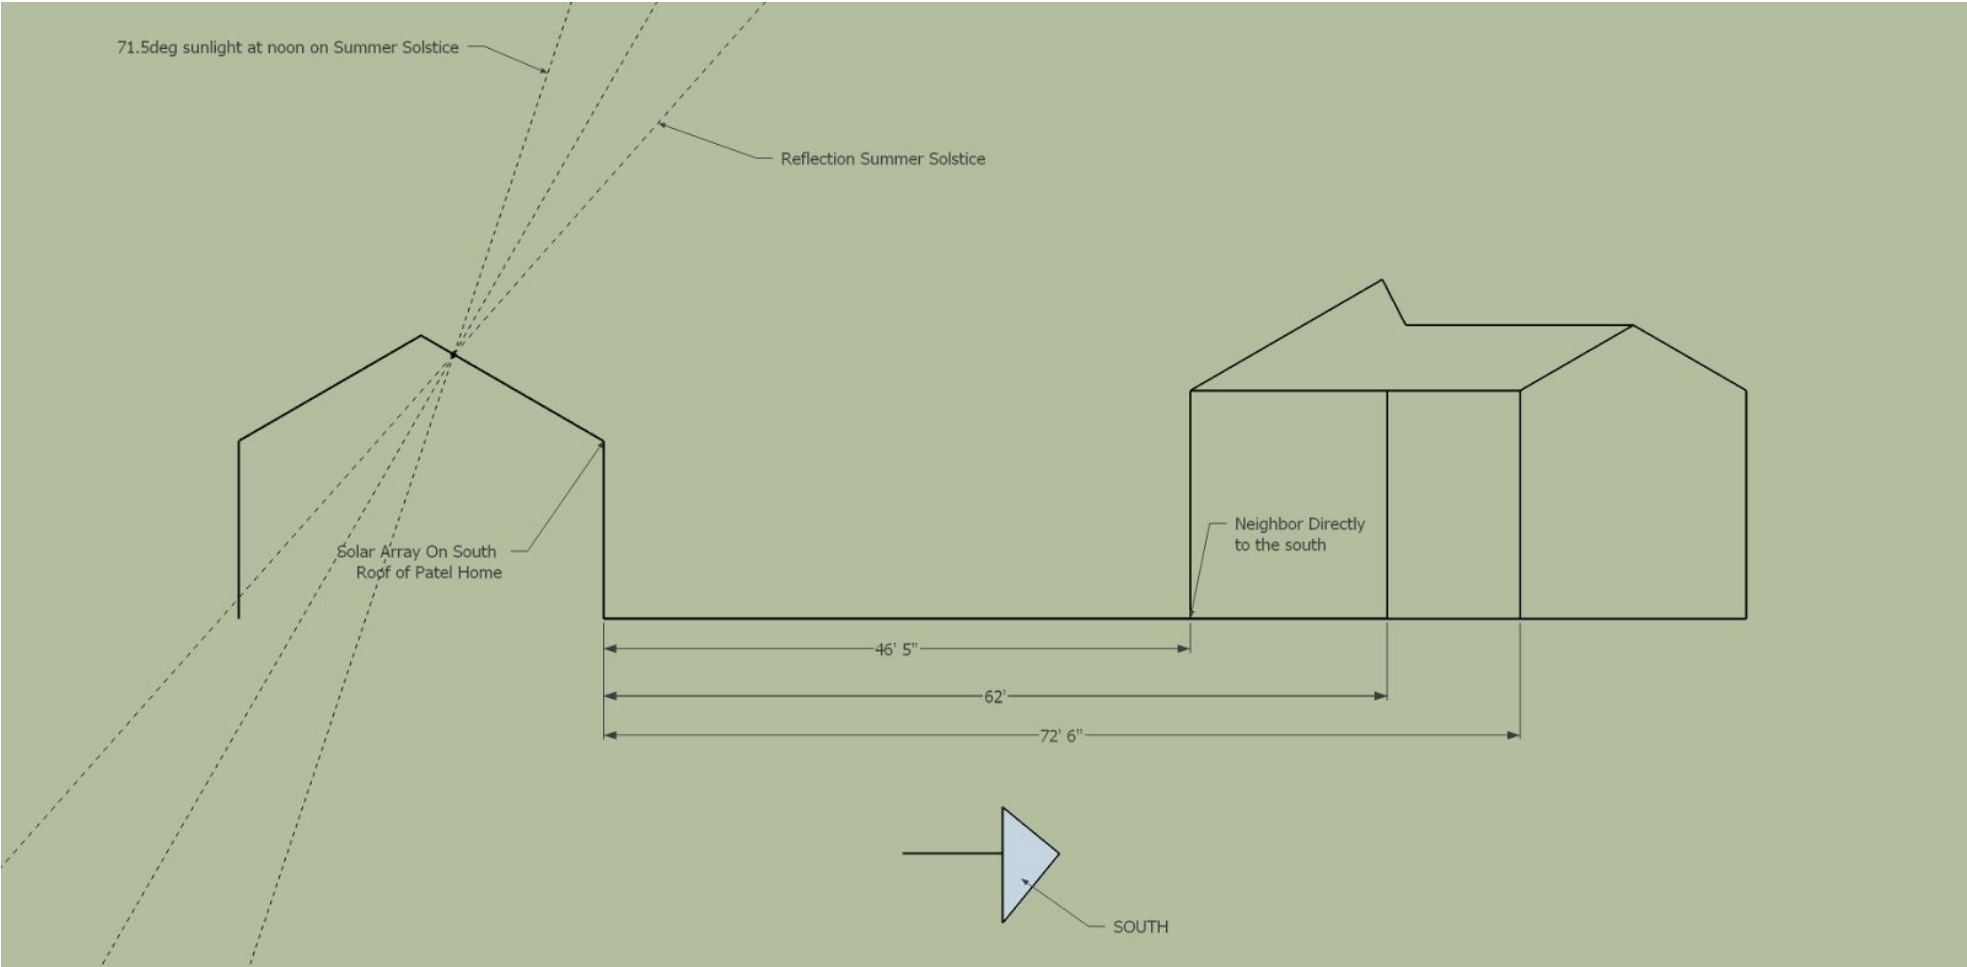 71.5deg sunlight at noon on Summer Solstice
Reflection Summer Solstice
Solar Array On South
Roof of Patel Home
Neighbor Directly
to the south
46' 5"
62'
72' 6"
SOUTH